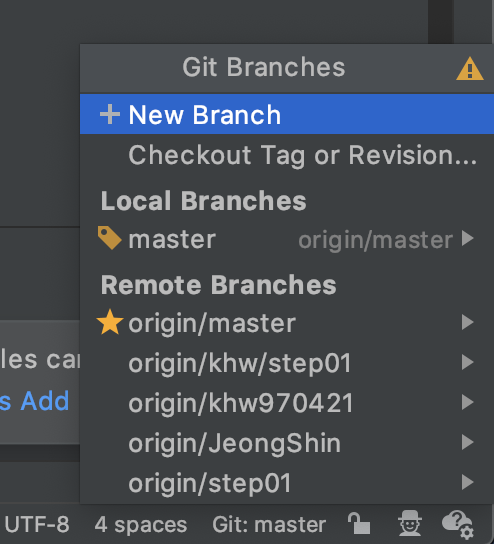 Git Branches
New Branch
Checkout Tag or Revision...
Local Branches
master origin/master
Remote Branches
origin/master
origin/khw/step01
origin/khw970421
origin/JeongShin
origin/step01
les ca
s Add
UTF-8 4 spaces Git: master